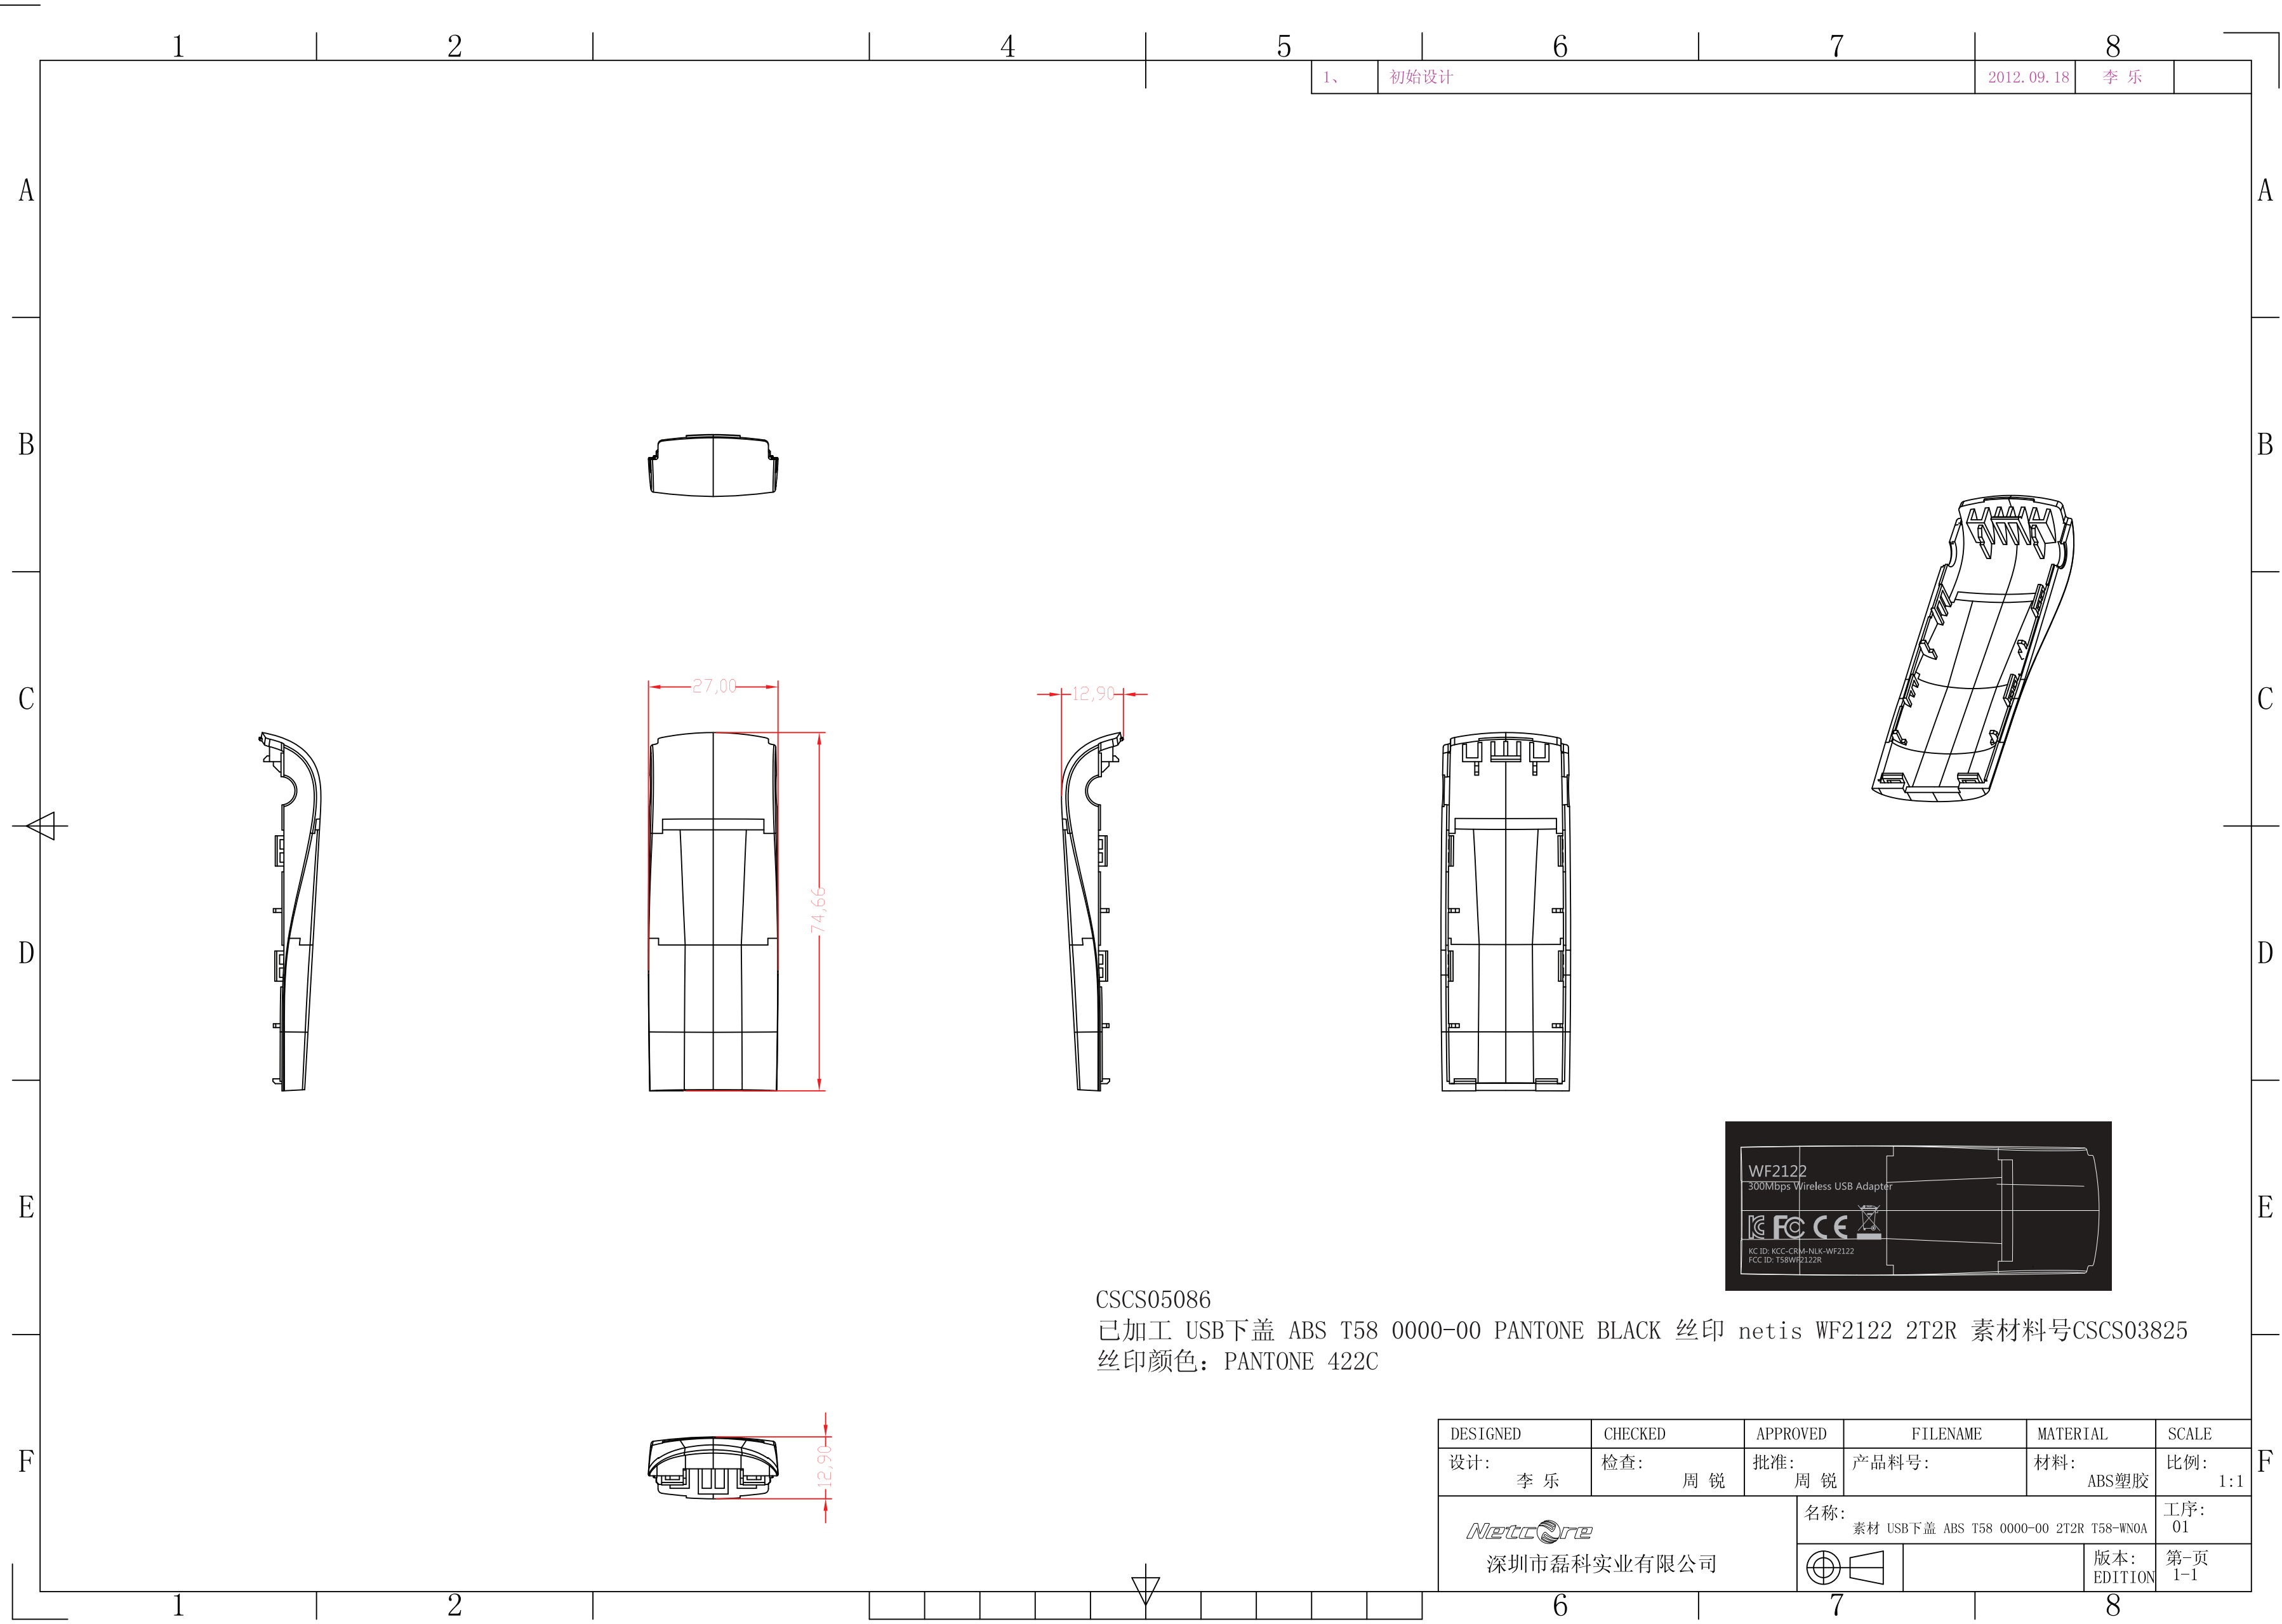 1 2 4 5 6 7 8
1、 初始设计 2012.09.18 李 乐
A A
B B
27,00
12,90
C C
74,66
D D
WF2122
300Mbps Wireless USB Adapter
E E
KC FC CE
KC ID: KCC-CRM-NLK-WF2122
FCC ID: TS8WF2122R
CSCS05086
已加工 USB下盖 ABS T58 0000-00 PANTONE BLACK 丝印 netis WF2122 2T2R 素材料号CSCS03825
丝印颜色: PANTONE 422C
12,90
F F
DESIGNED CHECKED APPROVED FILENAME MATERIAL SCALE
设计: 检查: 批准: 产品料号: 材料: 比例:
李 乐 周 锐 周 锐 ABS塑胶 1:1
Netcore
深圳市磊科实业有限公司
名称:
素材 USB下盖 ABS T58 0000-00 2T2R T58-WN0A
工序:
01
版本:
EDITION
第-页
1-1
1 2 6 7 8